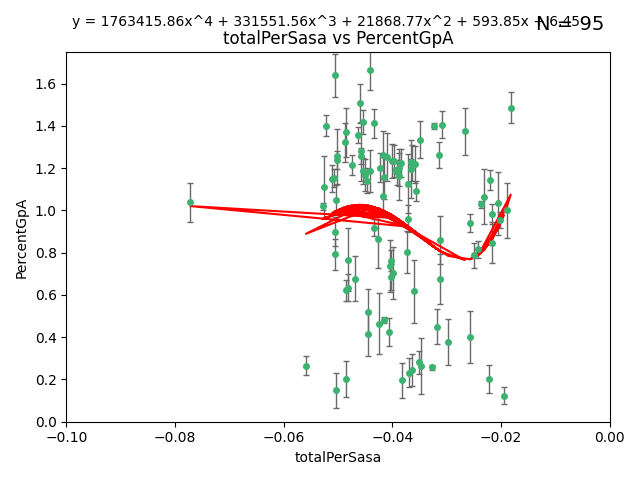 y = 1763415.86x^4 + 331551.56x^3 + 21868.77x^2 + 593.85x + 6.45
N = 95
totalPerSasa vs PercentGpA
1.6
1.4
1.2
1.0
0.8
0.6
0.4
0.2
0.0
PercentGpA
−0.10 −0.08 −0.06 −0.04 −0.02 0.00
totalPerSasa